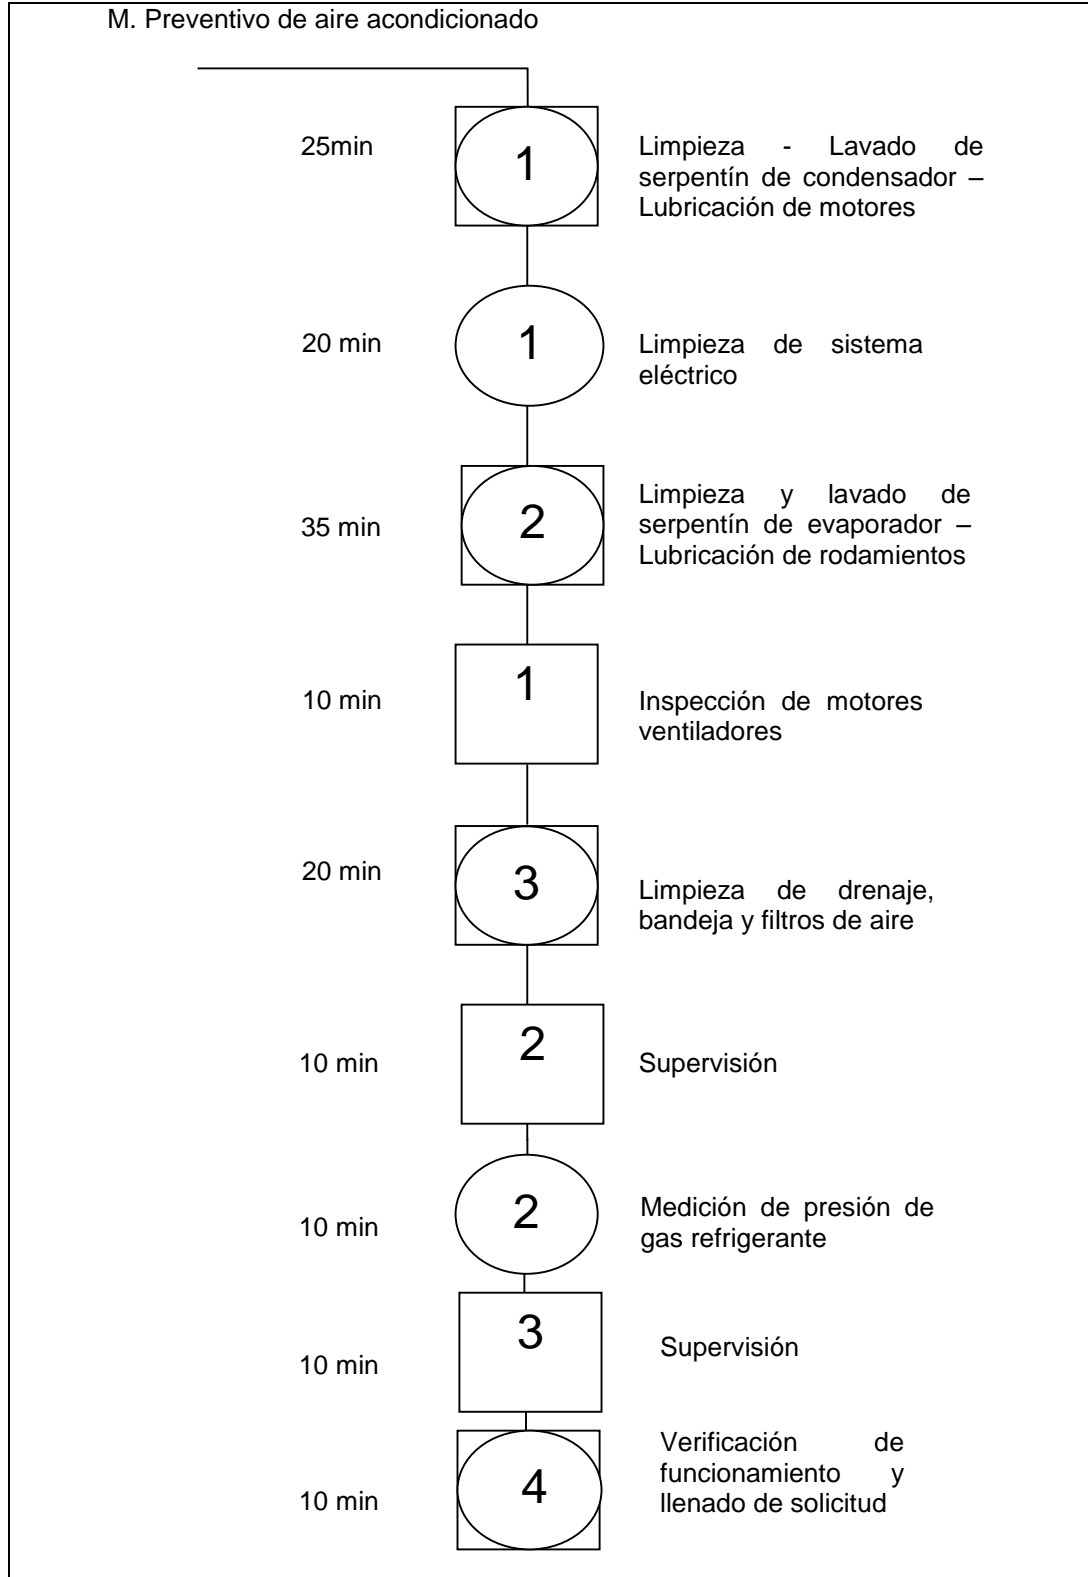 M. Preventivo de aire acondicionado
25min
1
Limpieza - Lavado de
serpentín de condensador –
Lubricación de motores
20 min
1
Limpieza de sistema
eléctrico
35 min
2
Limpieza y lavado de
serpentín de evaporador –
Lubricación de rodamientos
10 min
1
Inspección de motores
ventiladores
20 min
3
Limpieza de drenaje,
bandeja y filtros de aire
10 min
2
Supervisión
10 min
2
Medición de presión de
gas refrigerante
10 min
3
Supervisión
10 min
4
Verificación de
funcionamiento y
llenado de solicitud